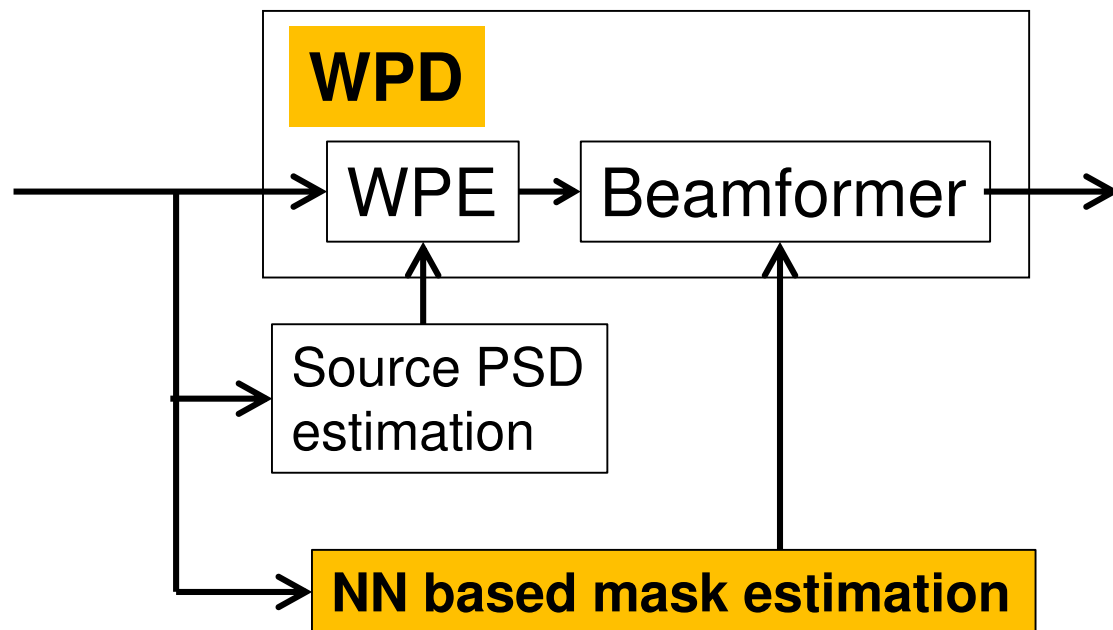 WPD
WPE
Beamformer
Source PSD
estimation
NN based mask estimation